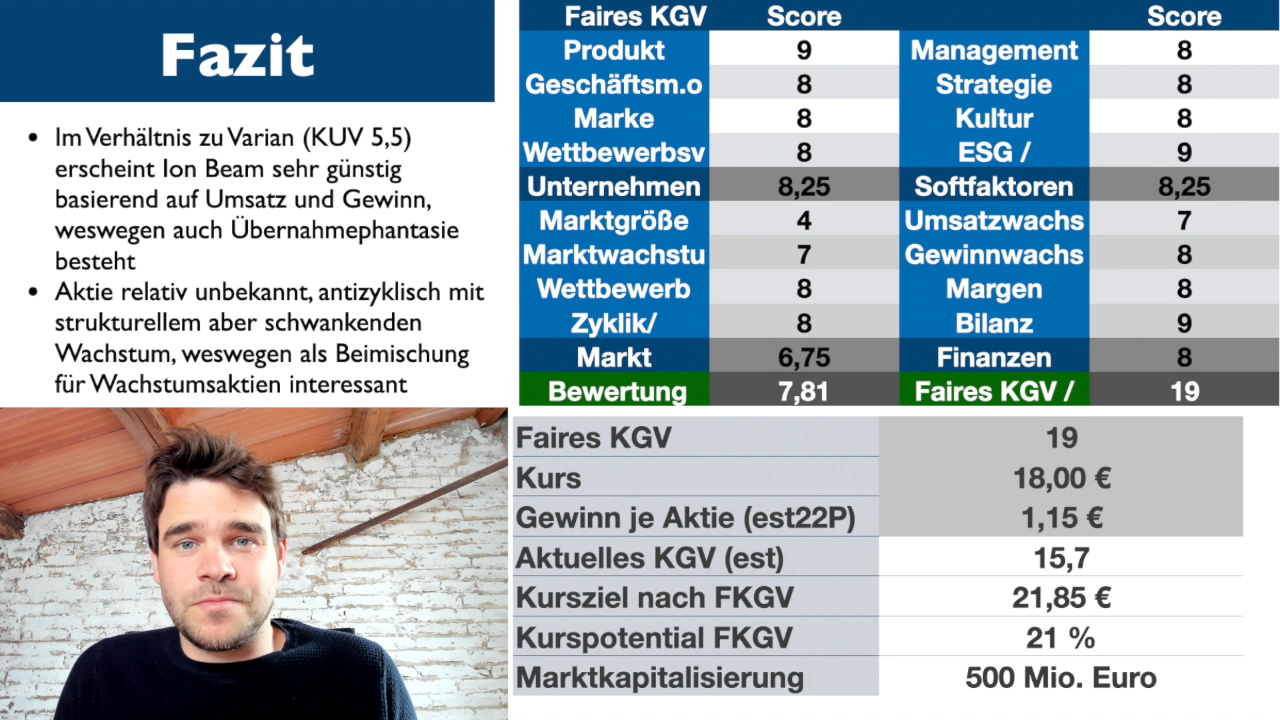 Fazit
• Im Verhältnis zu Varian (KUV 5,5)
erscheint Ion Beam sehr günstig
basierend auf Umsatz und Gewinn,
weswegen auch Übernahmephantasie
besteht
• Aktie relativ unbekannt, antizyklisch mit
strukturellem aber schwankenden
Wachstum, weswegen als Beimischung
für Wachstumsaktien interessant
Faires KGV Score Score
Produkt 9 Management 8
Geschäftsm.o 8 Strategie 8
Marke 8 Kultur 8
Wettbewerbsv 8 ESG / 9
Unternehmen 8,25 Softfaktoren 8,25
Marktgröße 4 Umsatzwachs 7
Marktwachstu 7 Gewinnwachs 8
Wettbewerb 8 Margen 8
Zyklik/ 8 Bilanz 9
Markt 6,75 Finanzen 8
Bewertung 7,81 Faires KGV / 19
Faires KGV 19
Kurs 18,00 €
Gewinn je Aktie (est22P) 1,15 €
Aktuelles KGV (est) 15,7
Kursziel nach FKGV 21,85 €
Kurspotential FKGV 21 %
Marktkapitalisierung 500 Mio. Euro